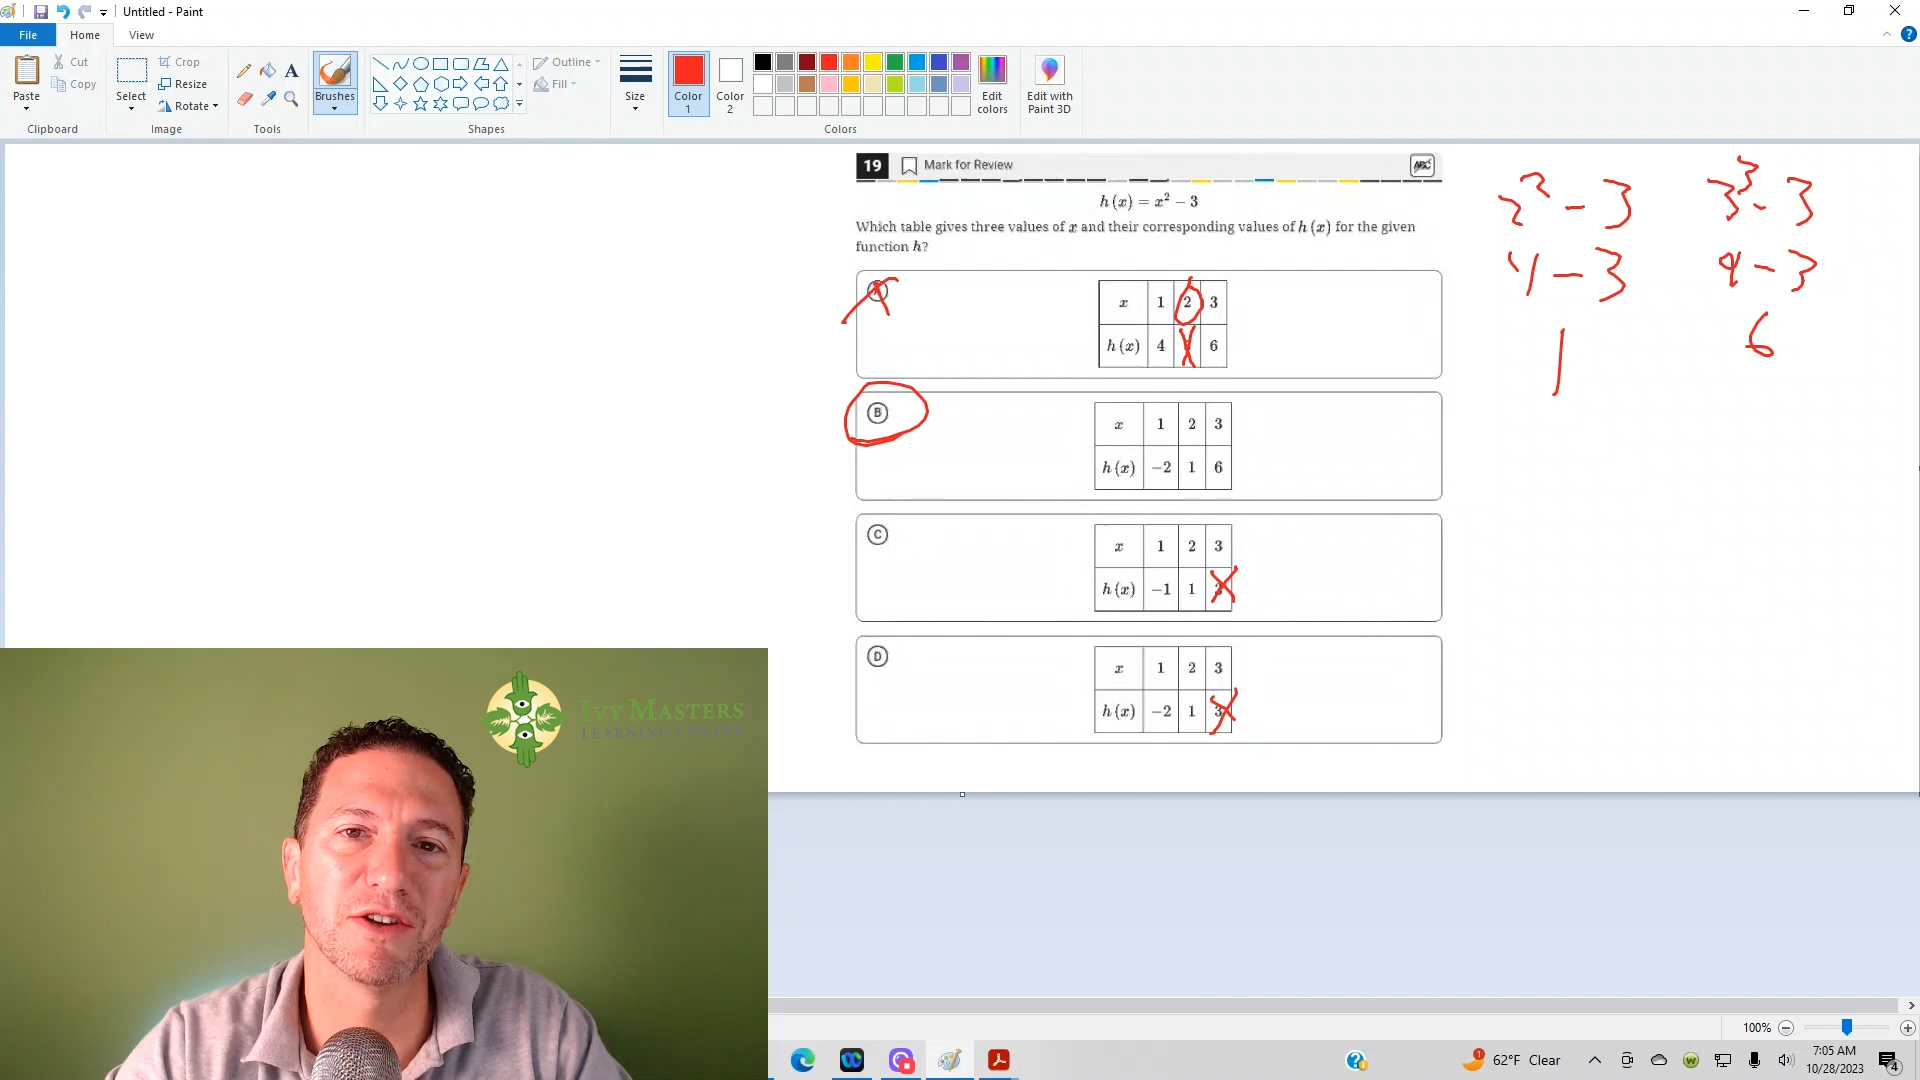 Untitled - Paint
File Home View
Paste Cut Copy Clipboard
Select Crop Resize Rotate Image
A Tools
Brushes
Outline Fill Shapes
Size
Color 1 Color 2 Edit colors Colors
Edit with Paint 3D
19 Mark for Review ABC
h(x) = x² − 3
Which table gives three values of x and their corresponding values of h(x) for the given
function h?
x 1 2 3
h(x) 4 6
B
x 1 2 3
h(x) −2 1 6
C
x 1 2 3
h(x) −1 1
D
x 1 2 3
h(x) −2 1 3
2² − 3
4 − 3
1
3³ - 3
9 - 3
6
IVY MASTERS
LEARNING CENTER
100%
1 62°F Clear
7:05 AM
10/28/2023
4